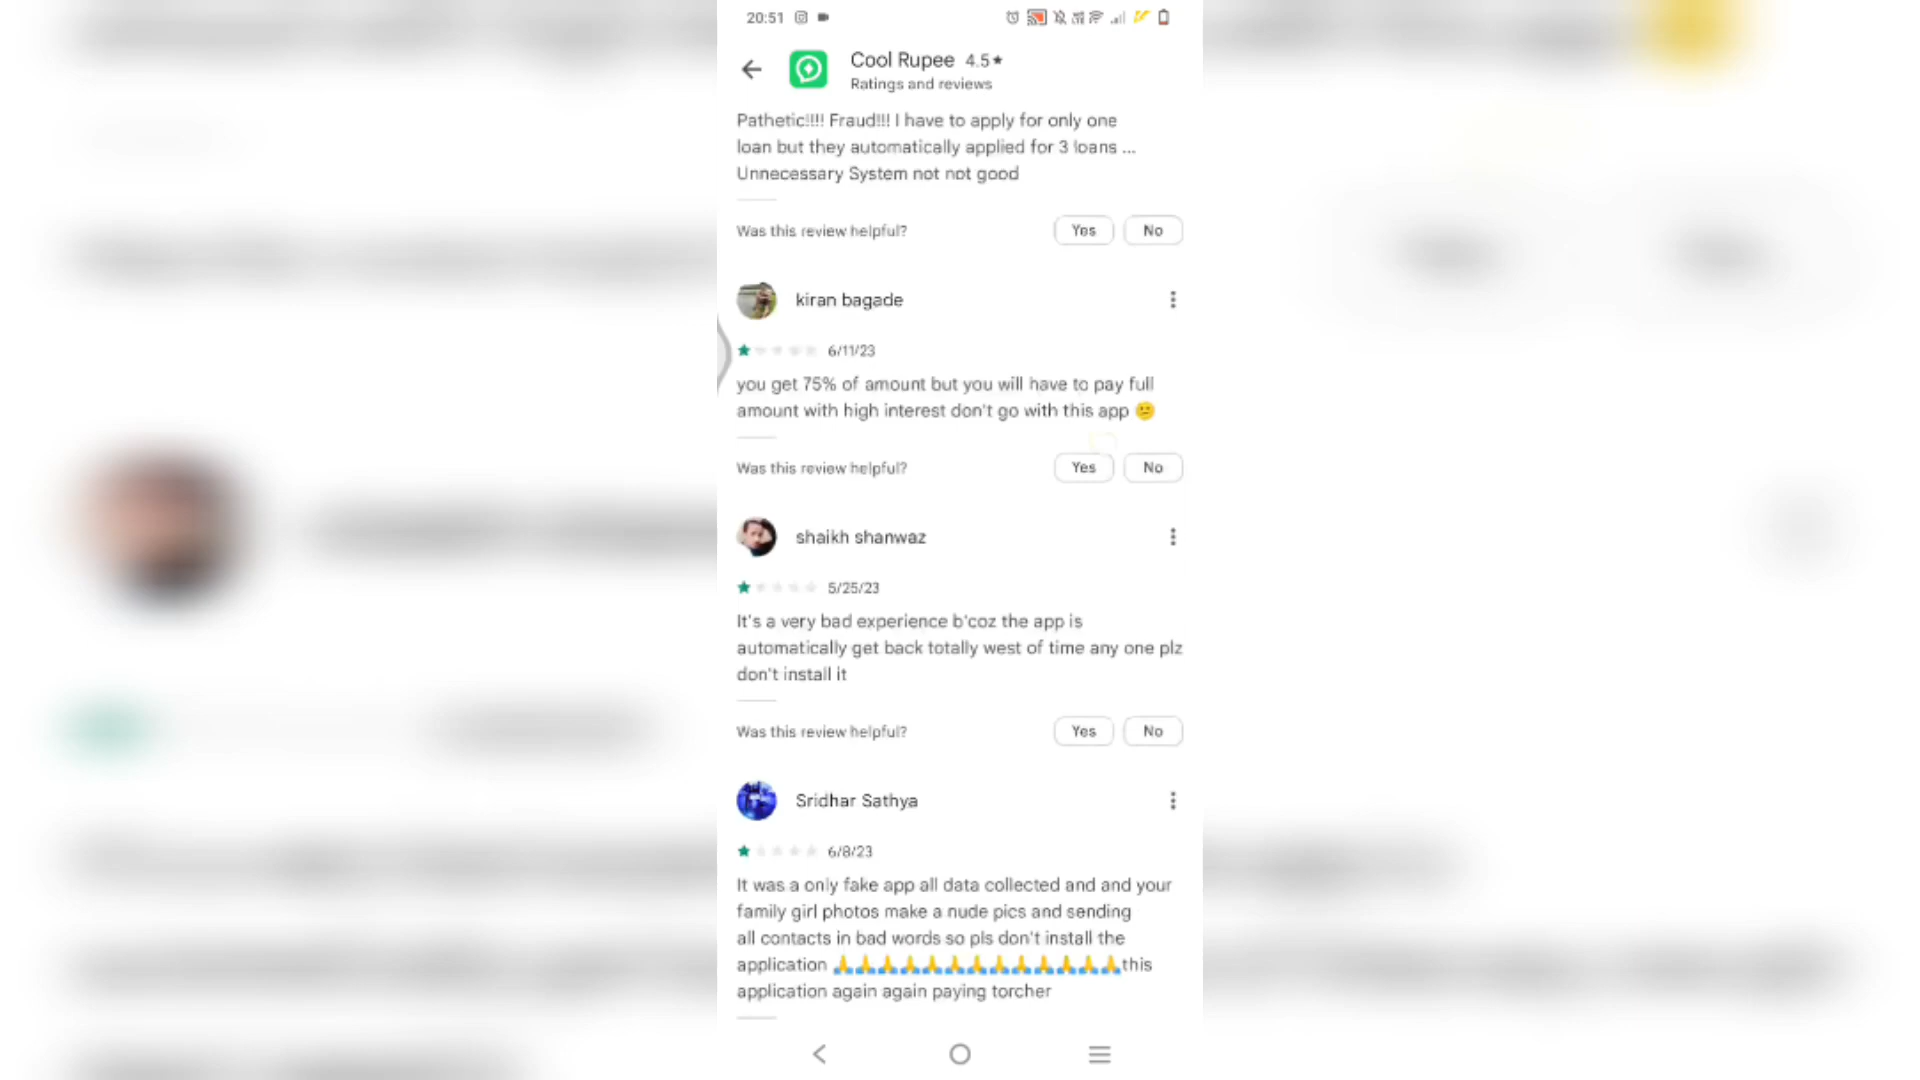 20:51
Cool Rupee 4.5★
Ratings and reviews
Pathetic!!!! Fraud!!! I have to apply for only one
loan but they automatically applied for 3 loans ...
Unnecessary System not not good
Was this review helpful? Yes No
kiran bagade
6/11/23
you get 75% of amount but you will have to pay full
amount with high interest don't go with this app 😕
Was this review helpful? Yes No
shaikh shanwaz
5/25/23
It's a very bad experience b'coz the app is
automatically get back totally west of time any one plz
don't install it
Was this review helpful? Yes No
Sridhar Sathya
6/8/23
It was a only fake app all data collected and and your
family girl photos make a nude pics and sending
all contacts in bad words so pls don't install the
application 🙏🙏🙏🙏🙏🙏🙏🙏🙏🙏🙏🙏🙏this
application again again paying torcher